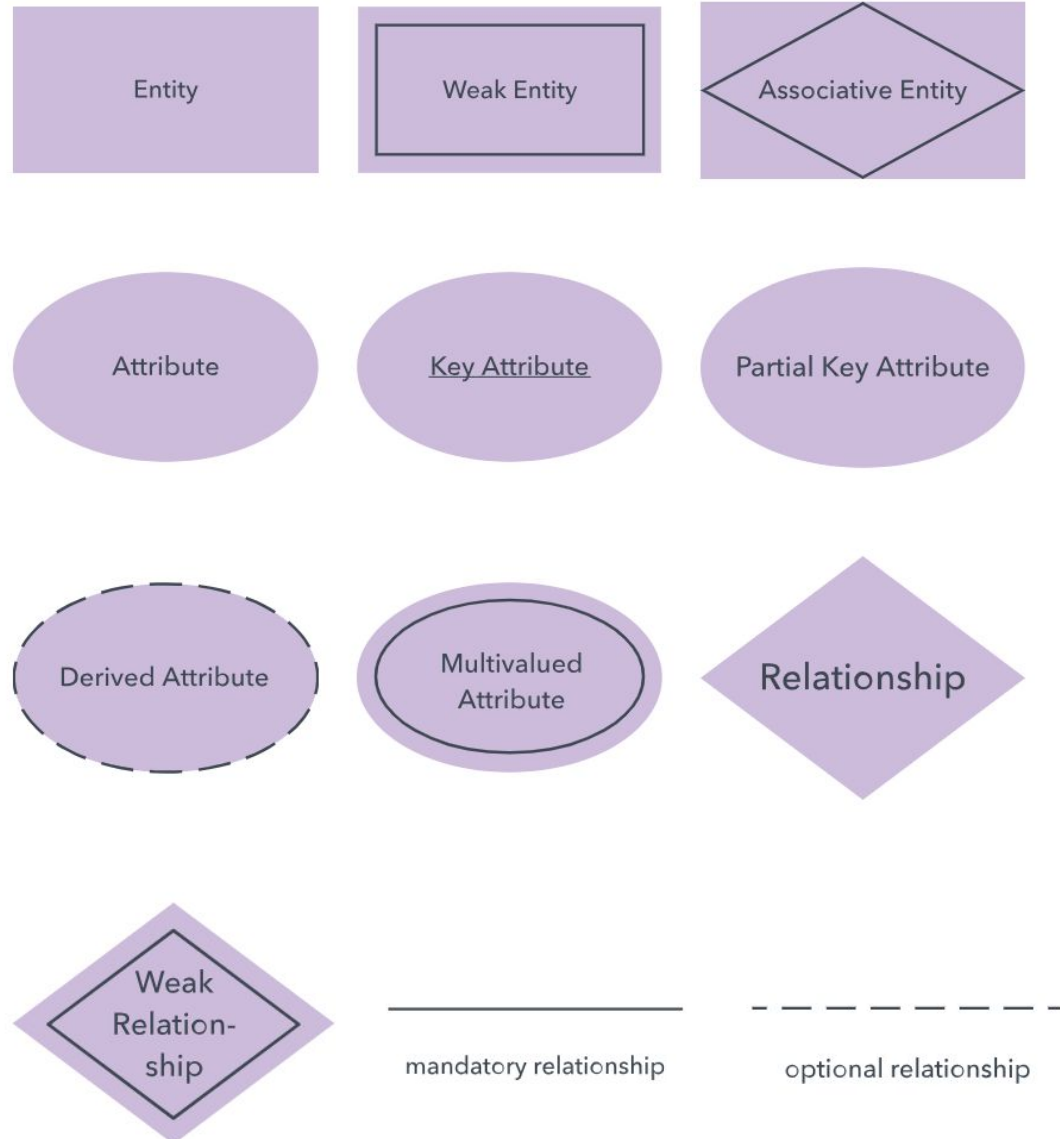 Entity
Weak Entity
Associative Entity
Attribute
Key Attribute
Partial Key Attribute
Derived Attribute
Multivalued
Attribute
Relationship
Weak
Relation-
ship
mandatory relationship
optional relationship